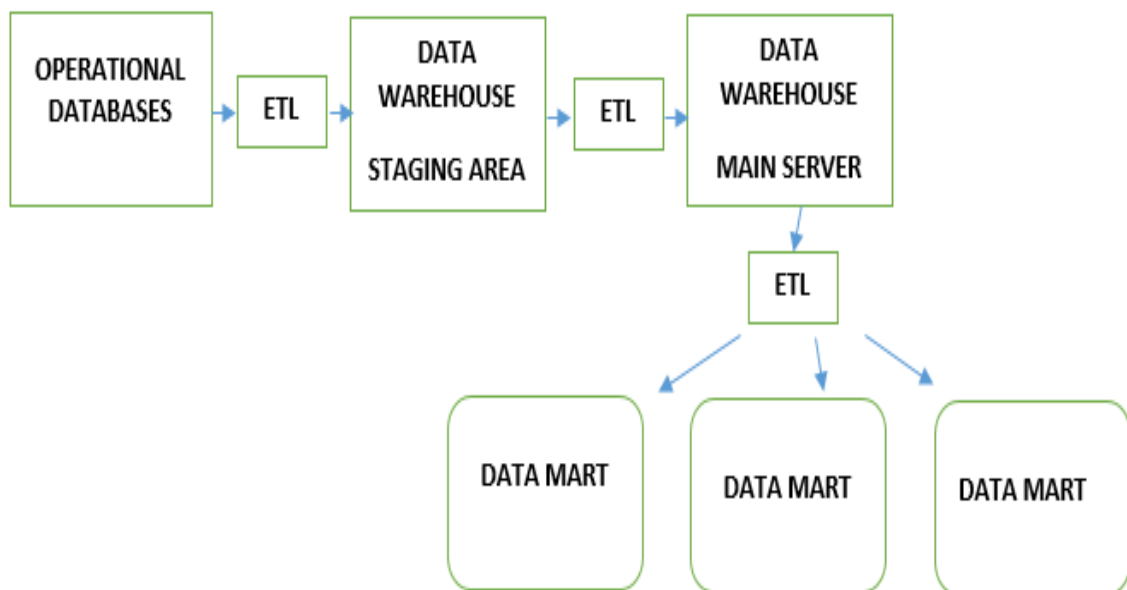 OPERATIONAL
DATABASES
ETL
DATA
WAREHOUSE
STAGING AREA
ETL
DATA
WAREHOUSE
MAIN SERVER
ETL
DATA MART
DATA MART
DATA MART